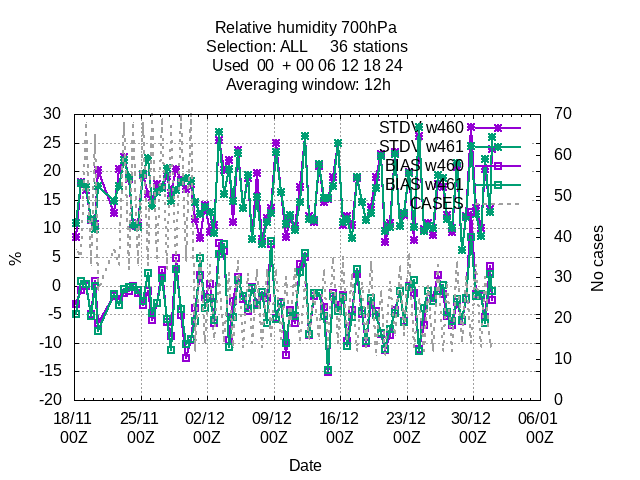 Relative humidity 700hPa
Selection: ALL     36 stations
Used  00  + 00 06 12 18 24
Averaging window: 12h
30
25
20
15
10
5
0
-5
-10
-15
-20
%
70
60
50
40
30
20
10
0
No cases
STDV w460
STDV w461
BIAS w460
BIAS w461
CASES
18/11 25/11 02/12 09/12 16/12 23/12 30/12 06/01
00Z 00Z 00Z 00Z 00Z 00Z 00Z 00Z
Date